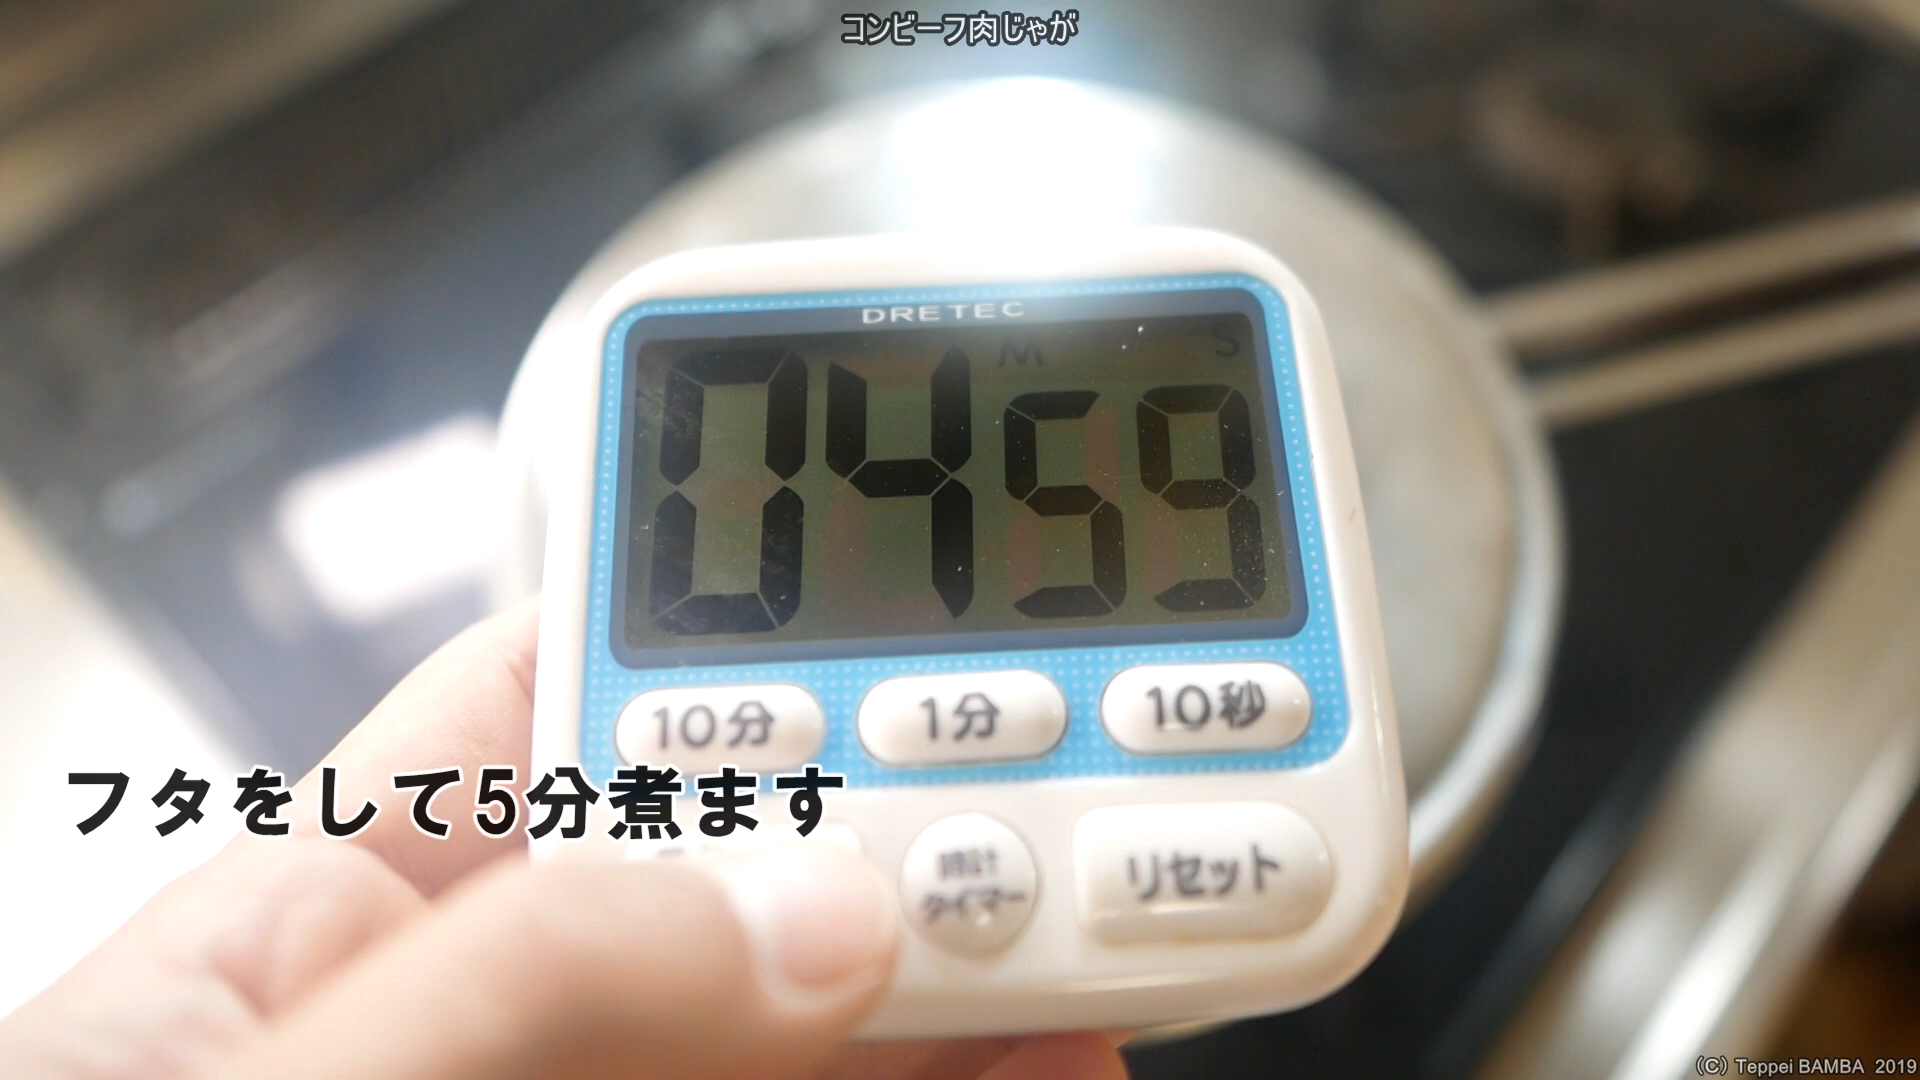 コンビーフ肉じゃが
DRETEC
M S
04 59
10分 1分 10秒
フタをして5分煮ます
時計
タイマー
リセット
(C) Teppei BAMBA 2019